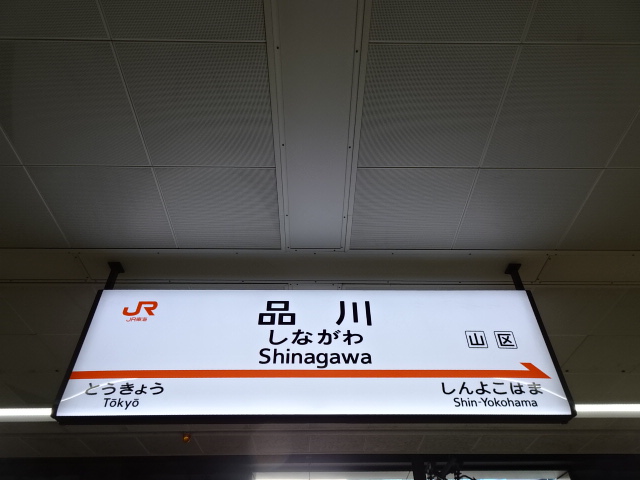 JR
JR東海
品川
しながわ
Shinagawa
山 区
とうきょう
Tōkyō
しんよこはま
Shin-Yokohama